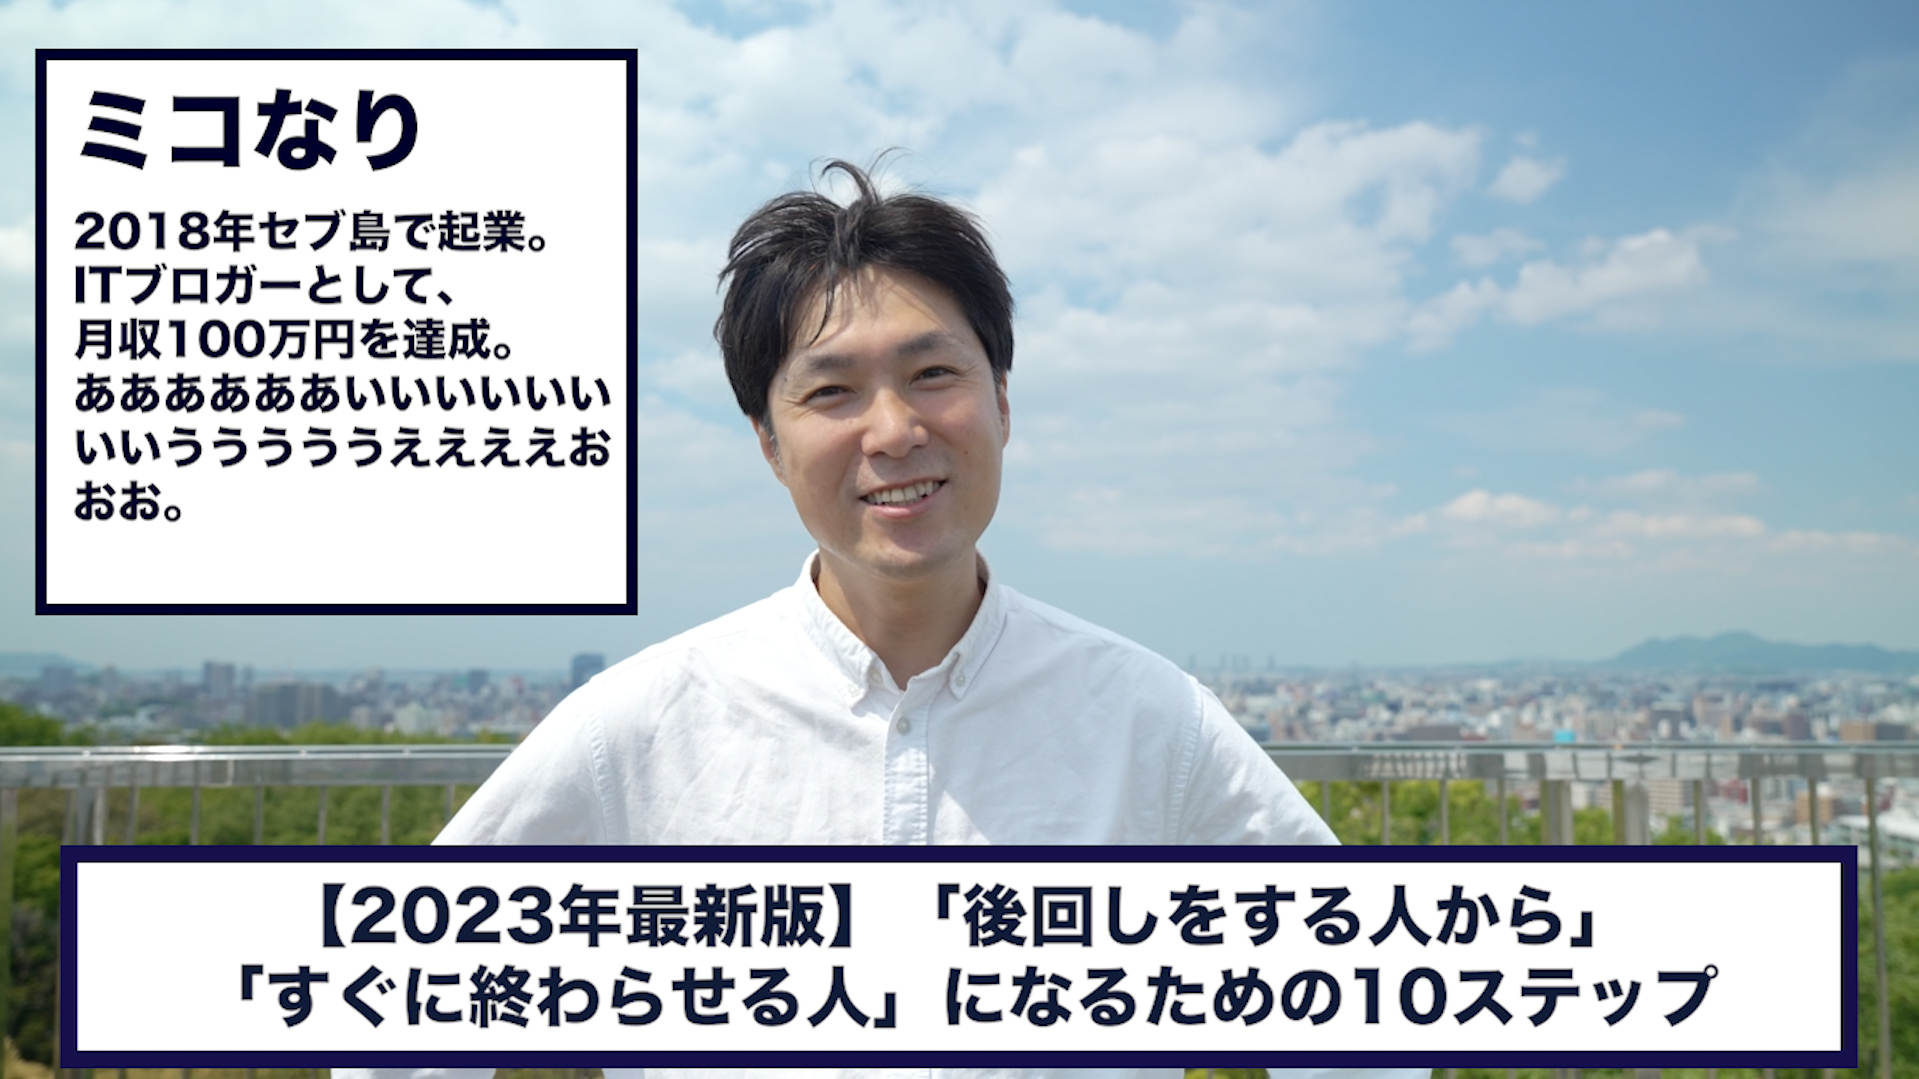 ミコなり
2018年セブ島で起業。
ITブロガーとして、
月収100万円を達成。
ああああああいいいいいい
いいうううううええええお
おお。
【2023年最新版】「後回しをする人から」
「すぐに終わらせる人」になるための10ステップ